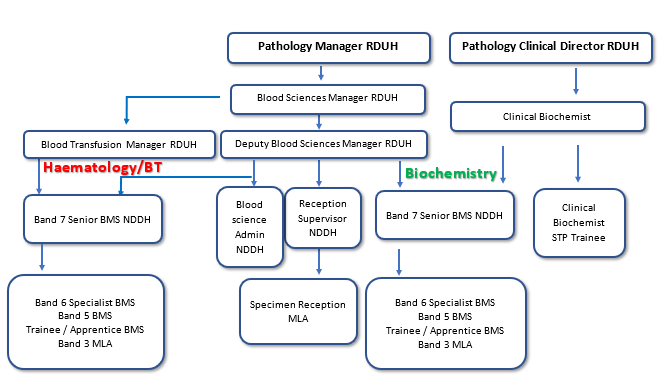 Pathology Manager RDUH
Pathology Clinical Director RDUH
Blood Sciences Manager RDUH
Clinical Biochemist
Blood Transfusion Manager RDUH
Deputy Blood Sciences Manager RDUH
Haematology/BT
Biochemistry
Band 7 Senior BMS NDDH
Blood
science
Admin
NDDH
Reception
Supervisor
NDDH
Band 7 Senior BMS NDDH
Clinical
Biochemist
STP Trainee
Band 6 Specialist BMS
Band 5 BMS
Trainee / Apprentice BMS
Band 3 MLA
Specimen Reception
MLA
Band 6 Specialist BMS
Band 5 BMS
Trainee / Apprentice BMS
Band 3 MLA